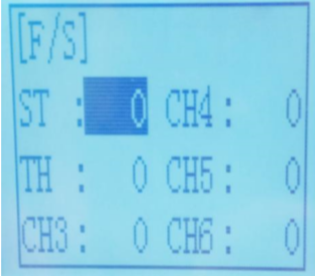 [F/S]
ST : 0 CH4 : 0
TH : 0 CH5 : 0
CH3 : 0 CH6 : 0